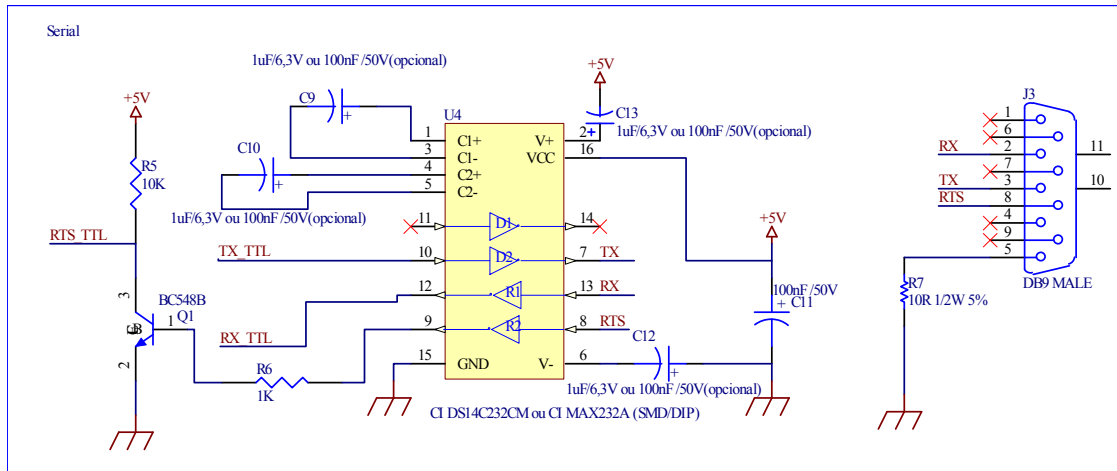 Serial
1uF/6,3V ou 100nF/50V(opcional)
+5V
+5V
C9
C13
U4
J3
1uF/6,3V ou 100nF/50V(opcional)
1
C1+
V+
2
3
C1-
VCC
16
4
C2+
5
C2-
C10
R5
10K
1uF/6,3V ou 100nF/50V(opcional)
11
D1
14
+5V
RTS_TTL
TX_TTL
10
D2
7
TX
12
R1
13
RX
RX_TTL
9
R2
8
RTS
15
GND
V-
6
3
BC548B
Q1
1
2
R6
1K
C12
100nF/50V
C11
1uF/6,3V ou 100nF/50V(opcional)
CI DS14C232CM ou CI MAX232A (SMD/DIP)
1
6
RX
2
7
TX
3
RTS
8
4
9
5
11
10
DB9 MALE
R7
10R 1/2W 5%